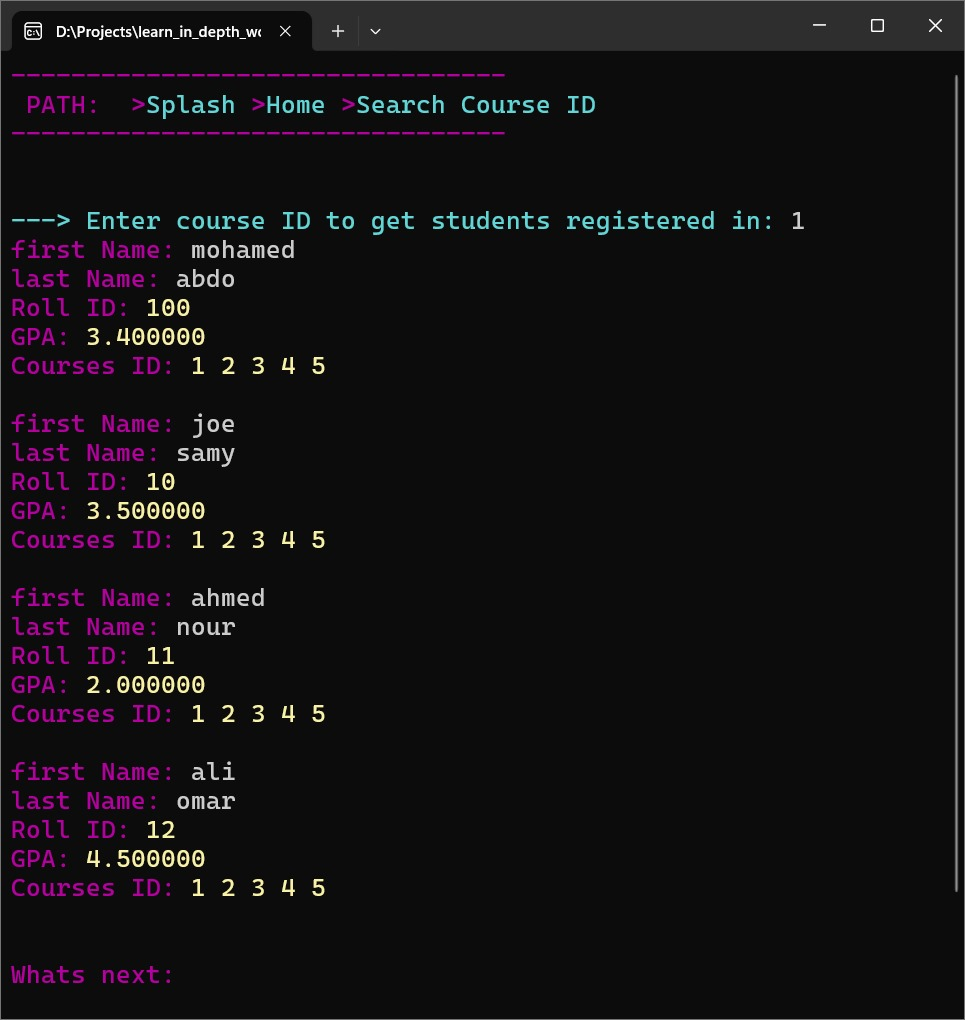 D:\Projects\learn_in_depth_wo
---------------------------------
PATH: >Splash >Home >Search Course ID
---------------------------------
---> Enter course ID to get students registered in: 1
first Name: mohamed
last Name: abdo
Roll ID: 100
GPA: 3.400000
Courses ID: 1 2 3 4 5
first Name: joe
last Name: samy
Roll ID: 10
GPA: 3.500000
Courses ID: 1 2 3 4 5
first Name: ahmed
last Name: nour
Roll ID: 11
GPA: 2.000000
Courses ID: 1 2 3 4 5
first Name: ali
last Name: omar
Roll ID: 12
GPA: 4.500000
Courses ID: 1 2 3 4 5
Whats next: